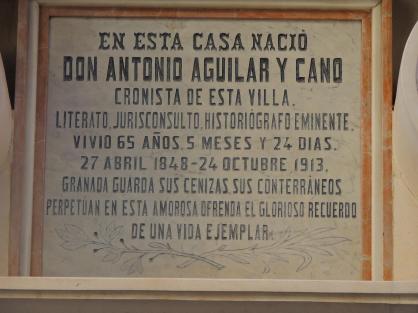 EN ESTA CASA NACIÓ
DON ANTONIO AGUILAR Y CANO
CRONISTA DE ESTA VILLA.
LITERATO, JURISCONSULTO, HISTORIÓGRAFO EMINENTE.
VIVIO 65 AÑOS, 5 MESES Y 24 DIAS.
27 ABRIL 1848-24 OCTUBRE 1913.
GRANADA GUARDA SUS CENIZAS SUS CONTERRÁNEOS
PERPETÚAN EN ESTA AMOROSA OFRENDA EL GLORIOSO RECUERDO
DE UNA VIDA EJEMPLAR.